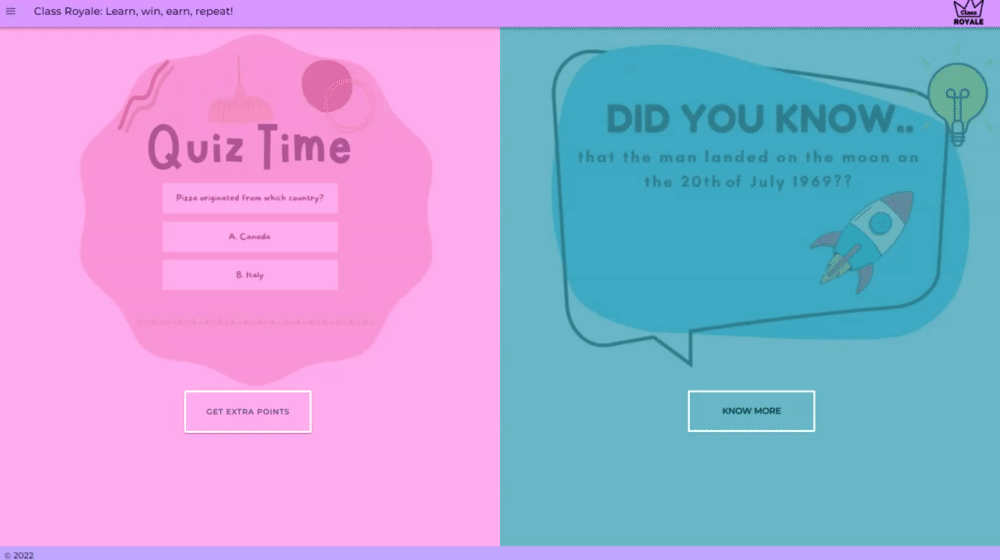 Class Royale: Learn, win, earn, repeat!
Class
ROYALE
Quiz Time
Pizza originated from which country?
A. Canada
B. Italy
GET EXTRA POINTS
DID YOU KNOW..
that the man landed on the moon on
the 20th of July 1969??
KNOW MORE
© 2022